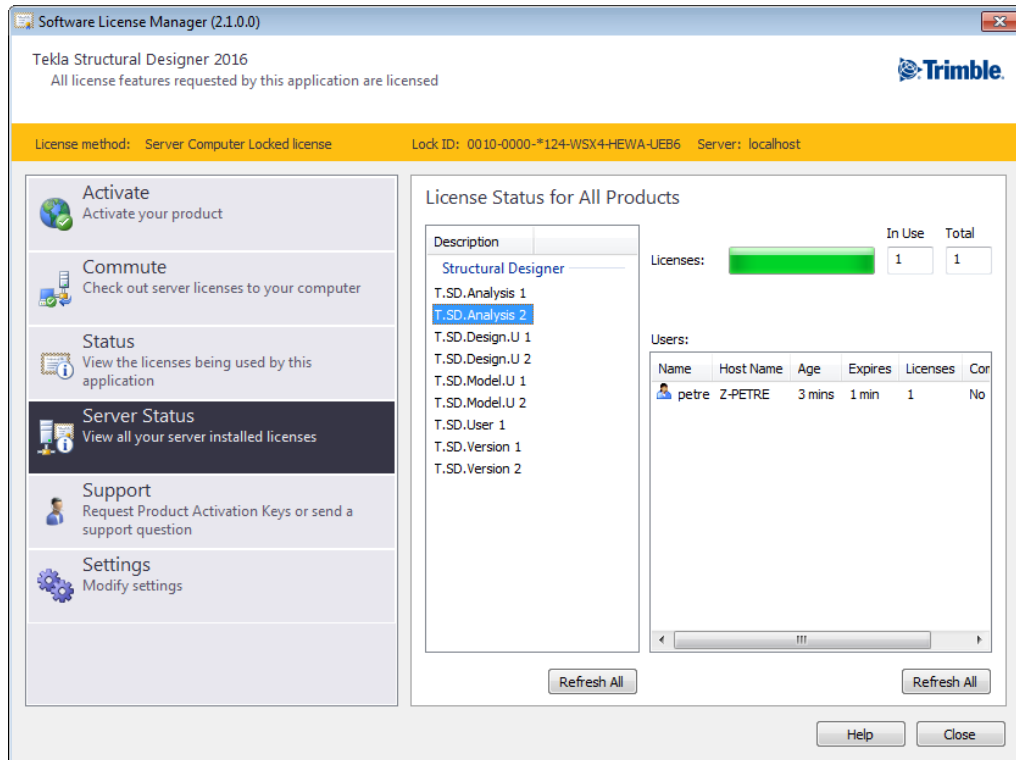 Software License Manager (2.1.0.0)
Tekla Structural Designer 2016
All license features requested by this application are licensed
Trimble.
License method: Server Computer Locked license Lock ID: 0010-0000-*124-WSX4-HEWA-UEB6 Server: localhost
Activate
Activate your product
Commute
Check out server licenses to your computer
Status
View the licenses being used by this
application
Server Status
View all your server installed licenses
Support
Request Product Activation Keys or send a
support question
Settings
Modify settings
License Status for All Products
Description
Structural Designer
T.SD.Analysis 1
T.SD.Analysis 2
T.SD.Design.U 1
T.SD.Design.U 2
T.SD.Model.U 1
T.SD.Model.U 2
T.SD.User 1
T.SD.Version 1
T.SD.Version 2
Refresh All
In Use Total
Licenses: 1 1
Users:
Name Host Name Age Expires Licenses Cor
petre Z-PETRE 3 mins 1 min 1 No
Refresh All
Help Close